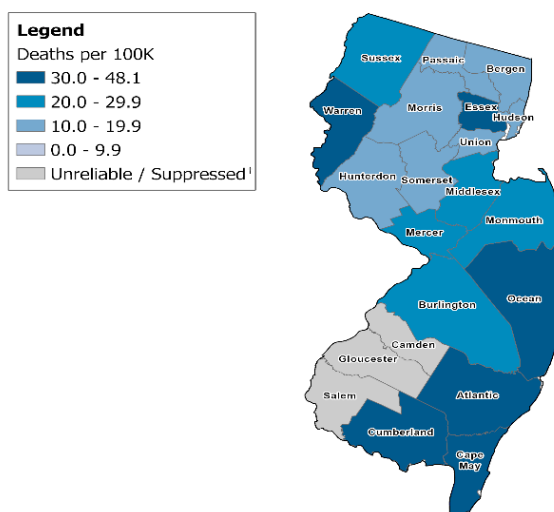 Legend
Deaths per 100K
30.0 - 48.1
20.0 - 29.9
10.0 - 19.9
0.0 - 9.9
Unreliable / Suppressed¹
Sussex
Passaic
Bergen
Warren
Morris
Essex
Hudson
Union
Hunterdon
Somerset
Middlesex
Monmouth
Mercer
Ocean
Burlington
Camden
Gloucester
Salem
Atlantic
Cumberland
Cape
May